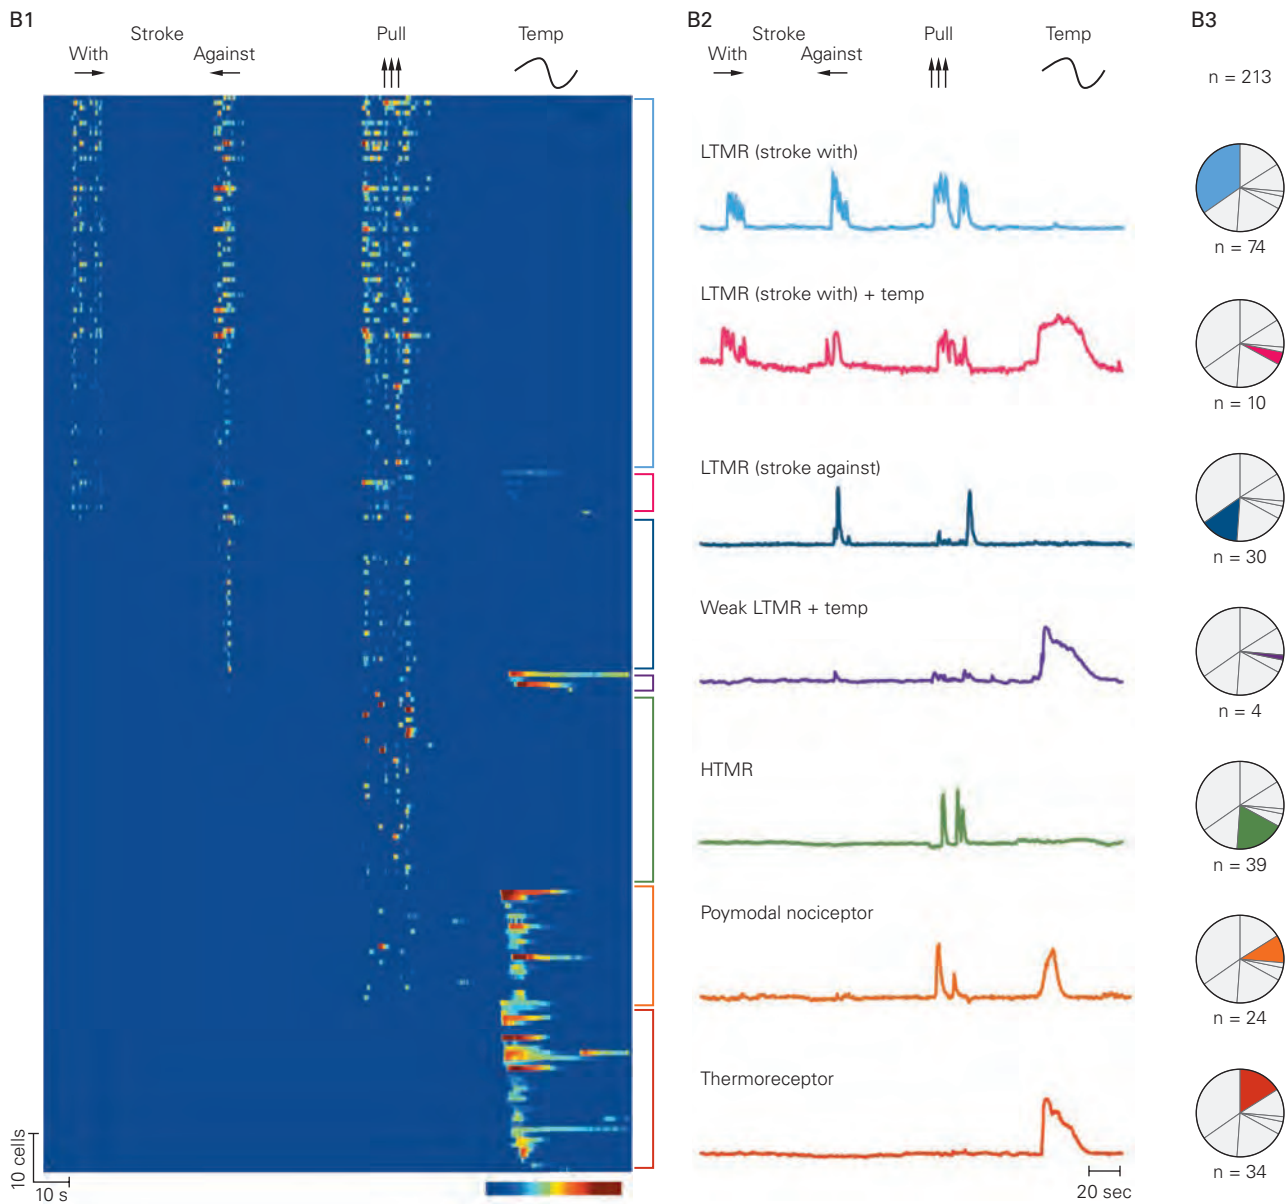 B1
Stroke
With
Against
Pull
Temp
10 cells
10 s
B2
Stroke
With
Against
Pull
Temp
LTMR (stroke with)
LTMR (stroke with) + temp
LTMR (stroke against)
Weak LTMR + temp
HTMR
Poymodal nociceptor
Thermoreceptor
20 sec
B3
n = 213
n = 74
n = 10
n = 30
n = 4
n = 39
n = 24
n = 34